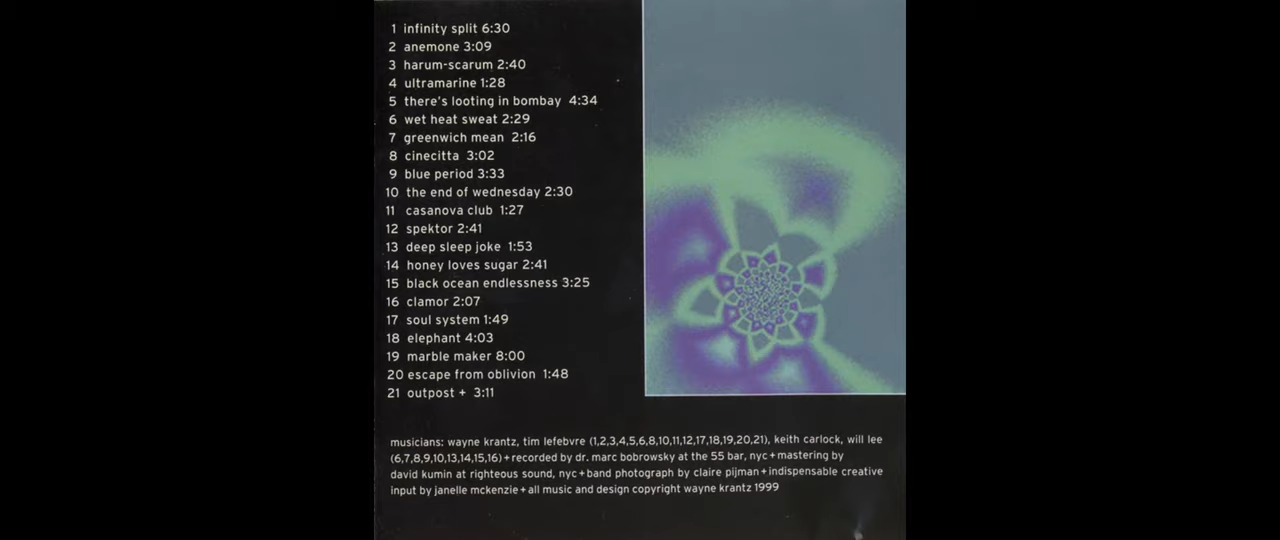 1 infinity split 6:30
2 anemone 3:09
3 harum-scarum 2:40
4 ultramarine 1:28
5 there's looting in bombay 4:34
6 wet heat sweat 2:29
7 greenwich mean 2:16
8 cinecitta 3:02
9 blue period 3:33
10 the end of wednesday 2:30
11 casanova club 1:27
12 spektor 2:41
13 deep sleep joke 1:53
14 honey loves sugar 2:41
15 black ocean endlessness 3:25
16 clamor 2:07
17 soul system 1:49
18 elephant 4:03
19 marble maker 8:00
20 escape from oblivion 1:48
21 outpost + 3:11
musicians: wayne krantz, tim lefebvre (1,2,3,4,5,6,8,10,11,12,17,18,19,20,21), keith carlock, will lee
(6,7,8,9,10,13,14,15,16)+recorded by dr. marc bobrowsky at the 55 bar, nyc+mastering by
david kumin at righteous sound, nyc+band photograph by claire pijman+indispensable creative
input by janelle mckenzie+all music and design copyright wayne krantz 1999